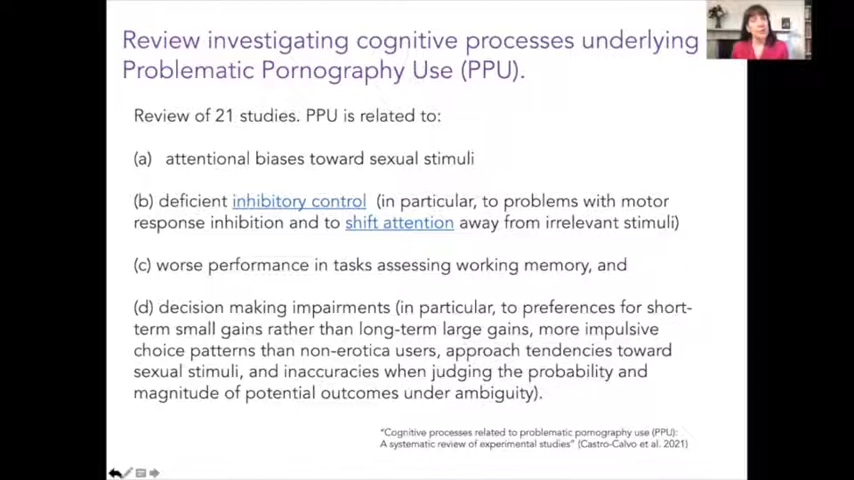 Review investigating cognitive processes underlying
Problematic Pornography Use (PPU).
Review of 21 studies. PPU is related to:
(a) attentional biases toward sexual stimuli
(b) deficient inhibitory control (in particular, to problems with motor
response inhibition and to shift attention away from irrelevant stimuli)
(c) worse performance in tasks assessing working memory, and
(d) decision making impairments (in particular, to preferences for short-
term small gains rather than long-term large gains, more impulsive
choice patterns than non-erotica users, approach tendencies toward
sexual stimuli, and inaccuracies when judging the probability and
magnitude of potential outcomes under ambiguity).
"Cognitive processes related to problematic pornography use (PPU):
A systematic review of experimental studies" (Castro-Calvo et al. 2021)